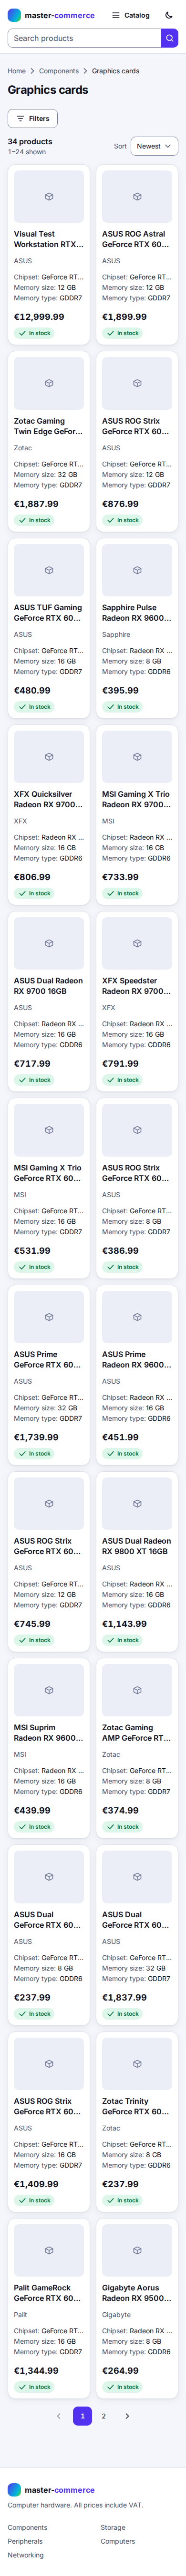 master-commerce
Catalog
Search products
Home > Components > Graphics cards
Graphics cards
Filters
34 products
1–24 shown
Sort
Newest
Visual Test
Workstation RTX...
ASUS
Chipset: GeForce RT...
Memory size: 12 GB
Memory type: GDDR7
€12,999.99
In stock
ASUS ROG Astral
GeForce RTX 60...
ASUS
Chipset: GeForce RT...
Memory size: 12 GB
Memory type: GDDR7
€1,899.99
In stock
Zotac Gaming
Twin Edge GeFor...
Zotac
Chipset: GeForce RT...
Memory size: 32 GB
Memory type: GDDR7
€1,887.99
In stock
ASUS ROG Strix
GeForce RTX 60...
ASUS
Chipset: GeForce RT...
Memory size: 12 GB
Memory type: GDDR7
€876.99
In stock
ASUS TUF Gaming
GeForce RTX 60...
ASUS
Chipset: GeForce RT...
Memory size: 16 GB
Memory type: GDDR7
€480.99
In stock
Sapphire Pulse
Radeon RX 9600...
Sapphire
Chipset: Radeon RX ...
Memory size: 8 GB
Memory type: GDDR6
€395.99
In stock
XFX Quicksilver
Radeon RX 9700...
XFX
Chipset: Radeon RX ...
Memory size: 16 GB
Memory type: GDDR6
€806.99
In stock
MSI Gaming X Trio
Radeon RX 9700...
MSI
Chipset: Radeon RX ...
Memory size: 16 GB
Memory type: GDDR6
€733.99
In stock
ASUS Dual Radeon
RX 9700 16GB
ASUS
Chipset: Radeon RX ...
Memory size: 16 GB
Memory type: GDDR6
€717.99
In stock
XFX Speedster
Radeon RX 9700...
XFX
Chipset: Radeon RX ...
Memory size: 16 GB
Memory type: GDDR6
€791.99
In stock
MSI Gaming X Trio
GeForce RTX 60...
MSI
Chipset: GeForce RT...
Memory size: 16 GB
Memory type: GDDR7
€531.99
In stock
ASUS ROG Strix
GeForce RTX 60...
ASUS
Chipset: GeForce RT...
Memory size: 8 GB
Memory type: GDDR7
€386.99
In stock
ASUS Prime
GeForce RTX 60...
ASUS
Chipset: GeForce RT...
Memory size: 32 GB
Memory type: GDDR7
€1,739.99
In stock
ASUS Prime
Radeon RX 9600...
ASUS
Chipset: Radeon RX ...
Memory size: 16 GB
Memory type: GDDR6
€451.99
In stock
ASUS ROG Strix
GeForce RTX 60...
ASUS
Chipset: GeForce RT...
Memory size: 12 GB
Memory type: GDDR7
€745.99
In stock
ASUS Dual Radeon
RX 9800 XT 16GB
ASUS
Chipset: Radeon RX ...
Memory size: 16 GB
Memory type: GDDR6
€1,143.99
In stock
MSI Suprim
Radeon RX 9600...
MSI
Chipset: Radeon RX ...
Memory size: 16 GB
Memory type: GDDR6
€439.99
In stock
Zotac Gaming
AMP GeForce RT...
Zotac
Chipset: GeForce RT...
Memory size: 8 GB
Memory type: GDDR7
€374.99
In stock
ASUS Dual
GeForce RTX 60...
ASUS
Chipset: GeForce RT...
Memory size: 8 GB
Memory type: GDDR6
€237.99
In stock
ASUS Dual
GeForce RTX 60...
ASUS
Chipset: GeForce RT...
Memory size: 32 GB
Memory type: GDDR7
€1,837.99
In stock
ASUS ROG Strix
GeForce RTX 60...
ASUS
Chipset: GeForce RT...
Memory size: 16 GB
Memory type: GDDR7
€1,409.99
In stock
Zotac Trinity
GeForce RTX 60...
Zotac
Chipset: GeForce RT...
Memory size: 8 GB
Memory type: GDDR6
€237.99
In stock
Palit GameRock
GeForce RTX 60...
Palit
Chipset: GeForce RT...
Memory size: 16 GB
Memory type: GDDR7
€1,344.99
In stock
Gigabyte Aorus
Radeon RX 9500...
Gigabyte
Chipset: Radeon RX ...
Memory size: 8 GB
Memory type: GDDR6
€264.99
In stock
1 2
master-commerce
Computer hardware. All prices include VAT.
Components
Storage
Peripherals
Computers
Networking